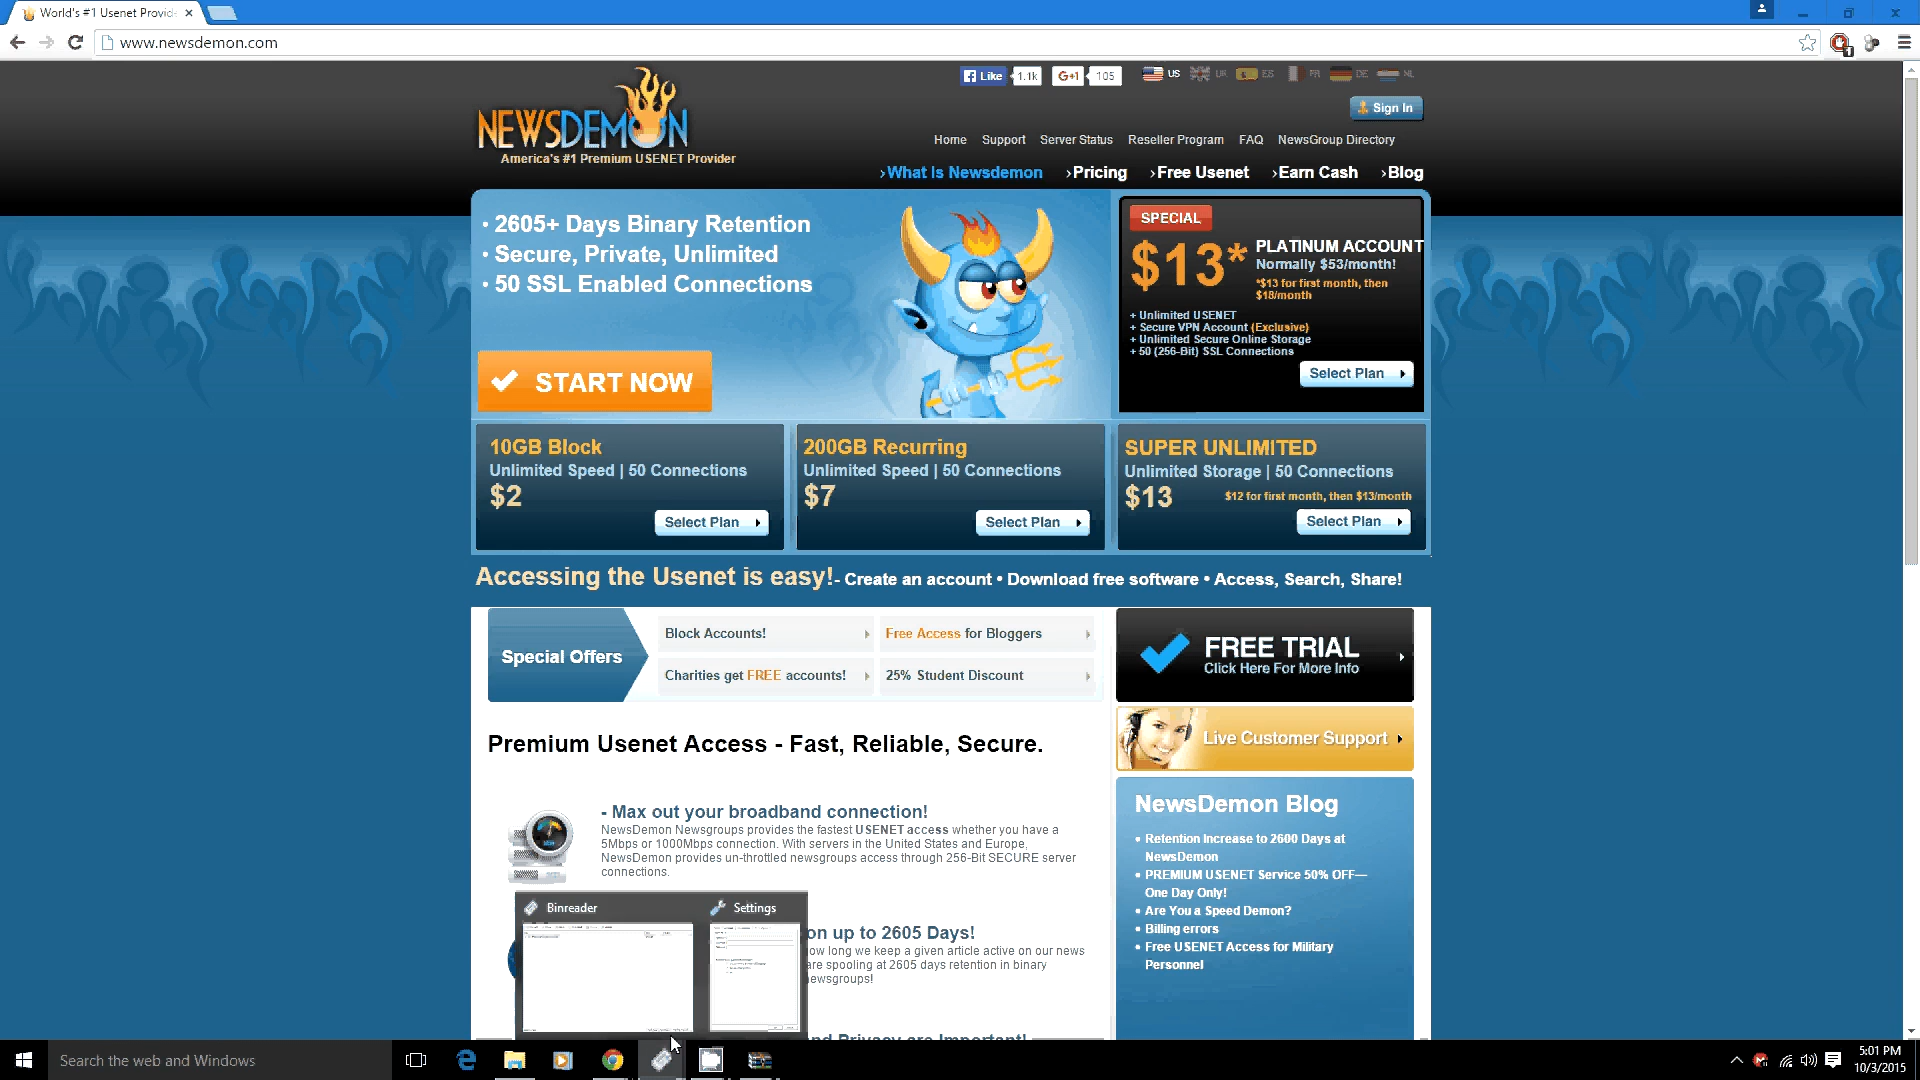 World's #1 Usenet Provid
www.newsdemon.com
Like
1.1k
G+1
105
US
UK
ES
FR
DE
NL
Sign In
NEWSDEMON
America's #1 Premium USENET Provider
Home Support Server Status Reseller Program FAQ NewsGroup Directory
›What Is Newsdemon ›Pricing ›Free Usenet ›Earn Cash ›Blog
• 2605+ Days Binary Retention
• Secure, Private, Unlimited
• 50 SSL Enabled Connections
START NOW
SPECIAL
$13*
PLATINUM ACCOUNT
Normally $53/month!
*$13 for first month, then
$18/month
+ Unlimited USENET
+ Secure VPN Account (Exclusive)
+ Unlimited Secure Online Storage
+ 50 (256-Bit) SSL Connections
Select Plan
10GB Block
Unlimited Speed | 50 Connections
$2
Select Plan
200GB Recurring
Unlimited Speed | 50 Connections
$7
Select Plan
SUPER UNLIMITED
Unlimited Storage | 50 Connections
$13
$12 for first month, then $13/month
Select Plan
Accessing the Usenet is easy!- Create an account • Download free software • Access, Search, Share!
Special Offers
Block Accounts!
Free Access for Bloggers
Charities get FREE accounts!
25% Student Discount
FREE TRIAL
Click Here For More Info
Live Customer Support
Premium Usenet Access - Fast, Reliable, Secure.
- Max out your broadband connection!
NewsDemon Newsgroups provides the fastest USENET access whether you have a
5Mbps or 1000Mbps connection. With servers in the United States and Europe,
NewsDemon provides un-throttled newsgroups access through 256-Bit SECURE server
connections.
NewsDemon Blog
• Retention Increase to 2600 Days at
NewsDemon
• PREMIUM USENET Service 50% OFF—
One Day Only!
• Are You a Speed Demon?
• Billing errors
• Free USENET Access for Military
Personnel
Binreader
Settings
on up to 2605 Days!
ow long we keep a given article active on our news
are spooling at 2605 days retention in binary
newsgroups!
nd Privacy are Important!
Search the web and Windows
5:01 PM
10/3/2015